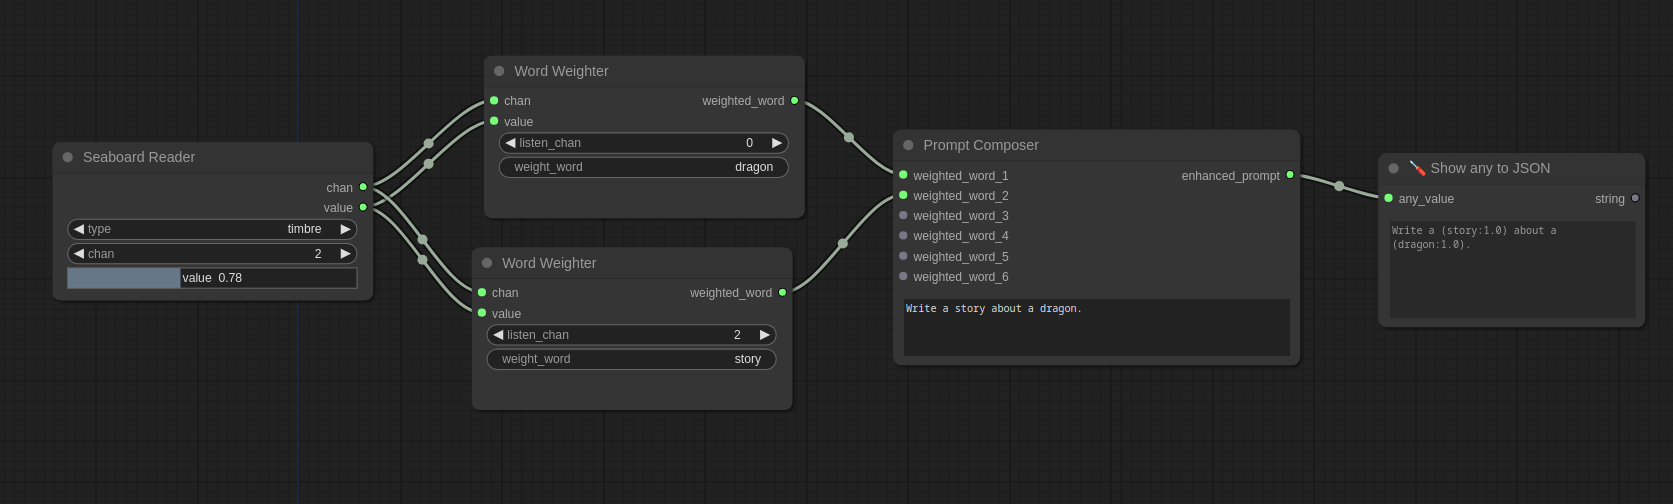 Seaboard Reader
chan
value
type timbre
chan 2
value 0.78
Word Weighter
chan weighted_word
value
listen_chan 0
weight_word dragon
Word Weighter
chan weighted_word
value
listen_chan 2
weight_word story
Prompt Composer
weighted_word_1 enhanced_prompt
weighted_word_2
weighted_word_3
weighted_word_4
weighted_word_5
weighted_word_6
Write a story about a dragon.
Show any to JSON
any_value string
Write a (story:1.0) about a
(dragon:1.0).